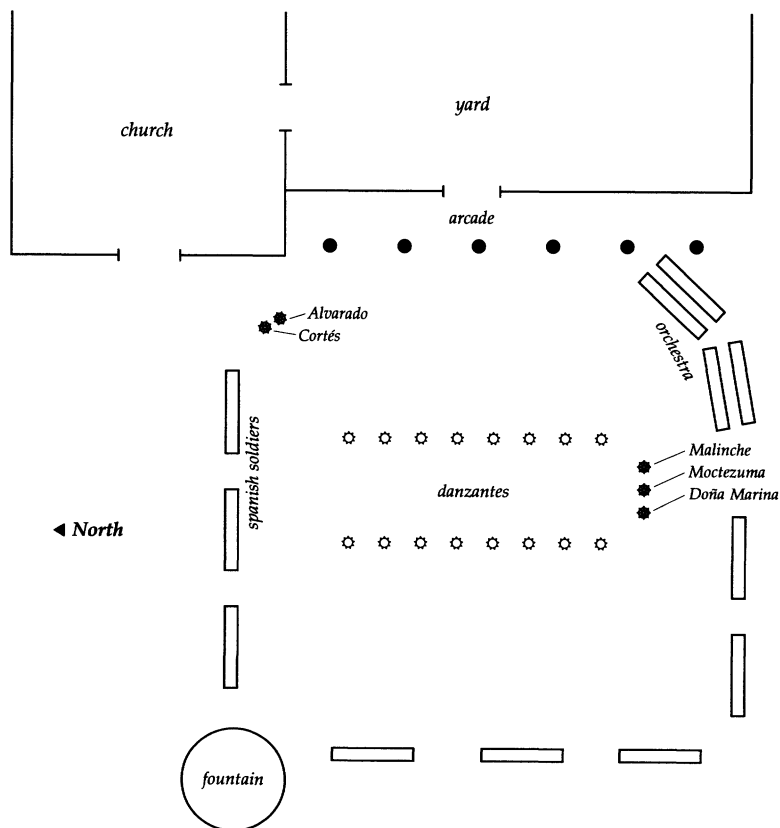 church
yard
arcade
Alvarado
Cortés
orchestra
spanish soldiers
Malinche
danzantes
Moctezuma
Doña Marina
North
fountain